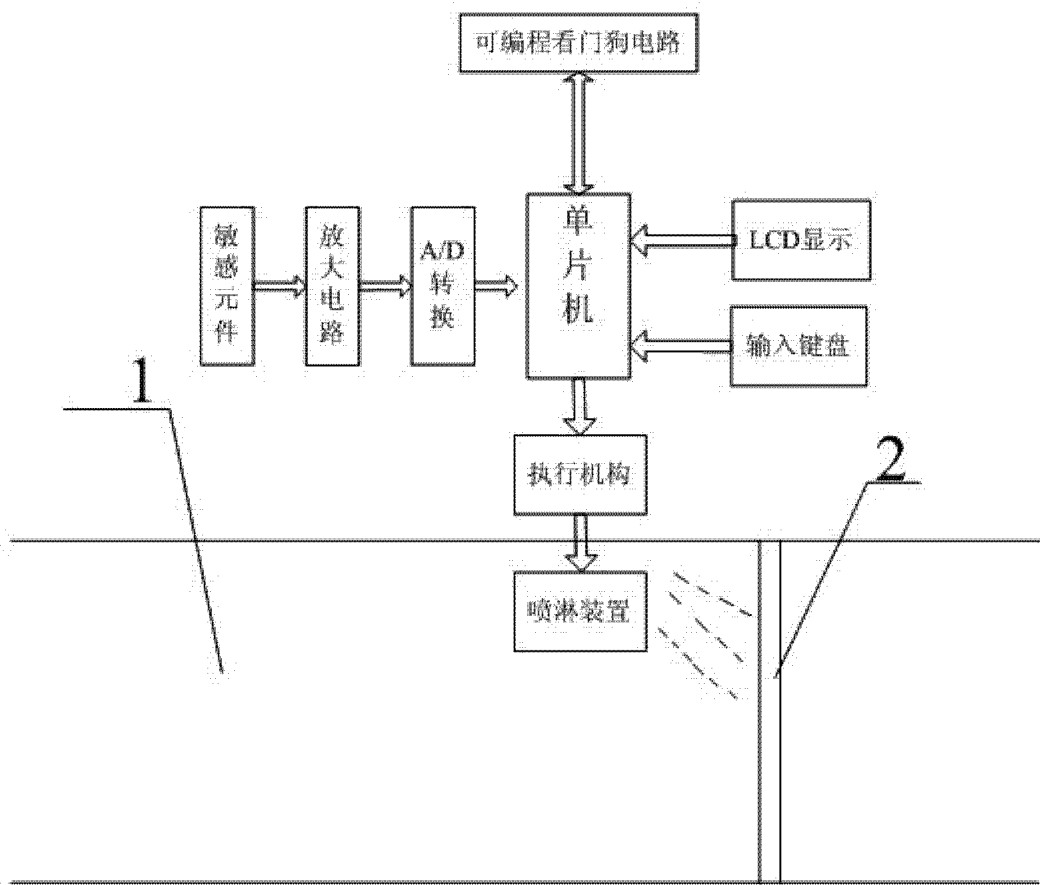 可编程看门狗电路
敏感元件
放大电路
A/D
转换
单片机
LCD显示
输入键盘
1
执行机构
2
喷淋装置